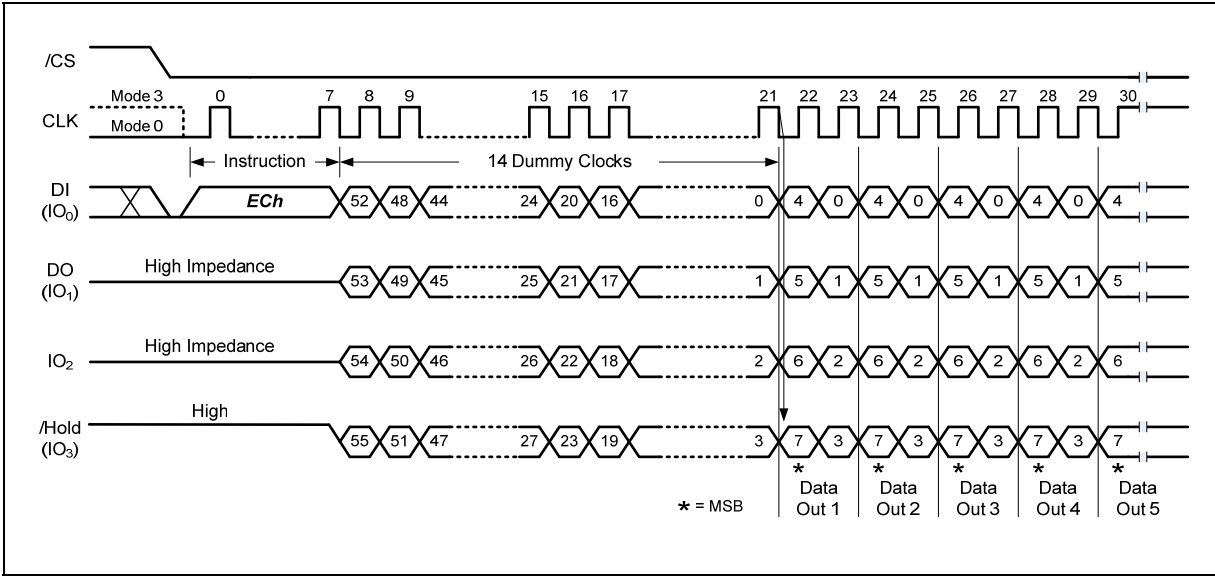 /CS
Mode 3 0 7 8 9 15 16 17 21 22 23 24 25 26 27 28 29 30
CLK
Mode 0
Instruction 14 Dummy Clocks
DI
(IO0) ECh 52 48 44 24 20 16 0 4 0 4 0 4 0 4 0 4
DO
(IO1) High Impedance 53 49 45 25 21 17 1 5 1 5 1 5 1 5 1 5
IO2 High Impedance 54 50 46 26 22 18 2 6 2 6 2 6 2 6 2 6
/Hold
(IO3) High 55 51 47 27 23 19 3 7 3 7 3 7 3 7 3 7
* * * * *
* = MSB
Data
Out 1
Data
Out 2
Data
Out 3
Data
Out 4
Data
Out 5